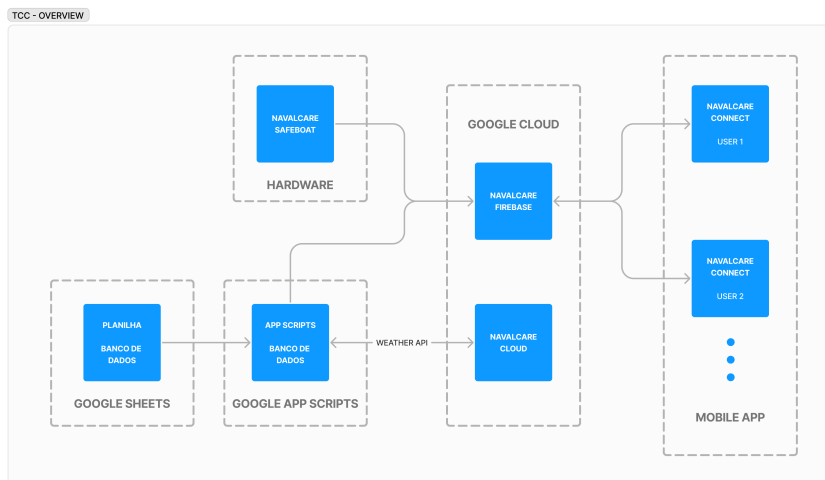 TCC - OVERVIEW
NAVALCARE
SAFEBOAT
HARDWARE
GOOGLE CLOUD
NAVALCARE
FIREBASE
NAVALCARE
CONNECT
USER 1
NAVALCARE
CONNECT
USER 2
PLANILHA
BANCO DE
DADOS
GOOGLE SHEETS
APP SCRIPTS
BANCO DE
DADOS
GOOGLE APP SCRIPTS
WEATHER API
NAVALCARE
CLOUD
MOBILE APP